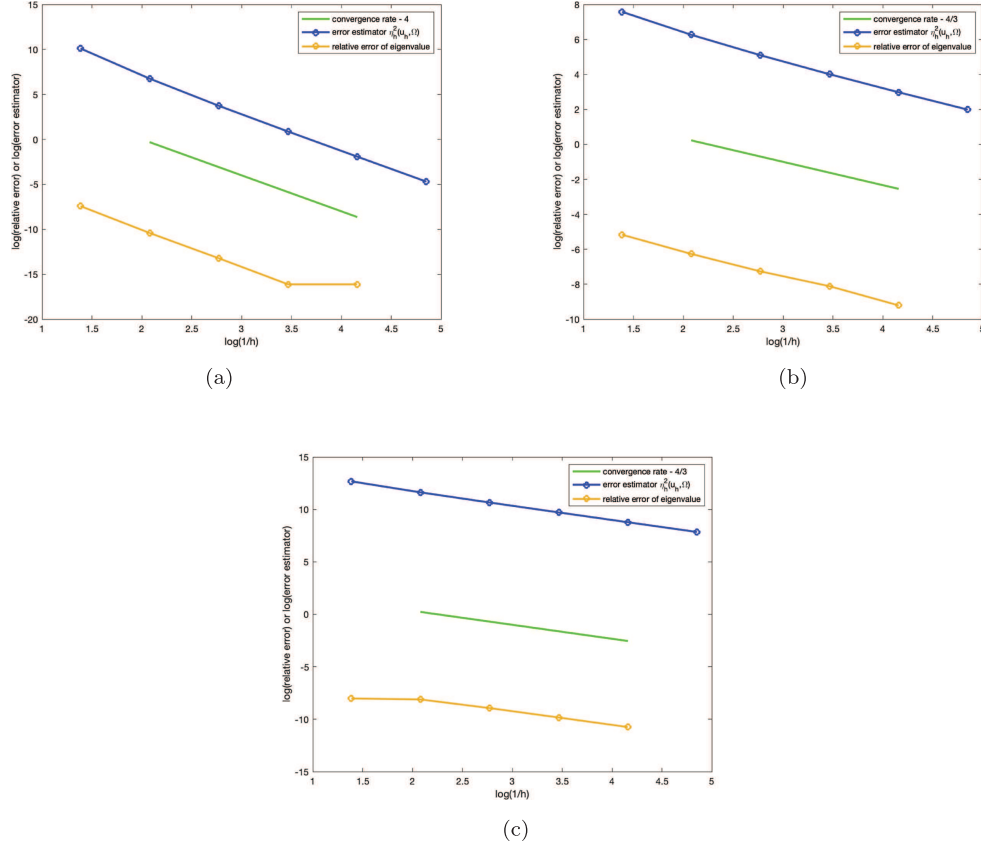 convergence rate - 4
error estimator η_h^2(u_h,Ω)
relative error of eigenvalue
log(relative error) or log(error estimator)
15
10
5
0
-5
-10
-15
-20
1
1.5
2
2.5
3
3.5
4
4.5
5
log(1/h)
(a)
convergence rate - 4/3
error estimator η_h^2(u_h,Ω)
relative error of eigenvalue
log(relative error) or log(error estimator)
8
6
4
2
0
-2
-4
-6
-8
-10
1
1.5
2
2.5
3
3.5
4
4.5
5
log(1/h)
(b)
convergence rate - 4/3
error estimator η_h^2(u_h,Ω)
relative error of eigenvalue
log(relative error) or log(error estimator)
15
10
5
0
-5
-10
-15
1
1.5
2
2.5
3
3.5
4
4.5
5
log(1/h)
(c)